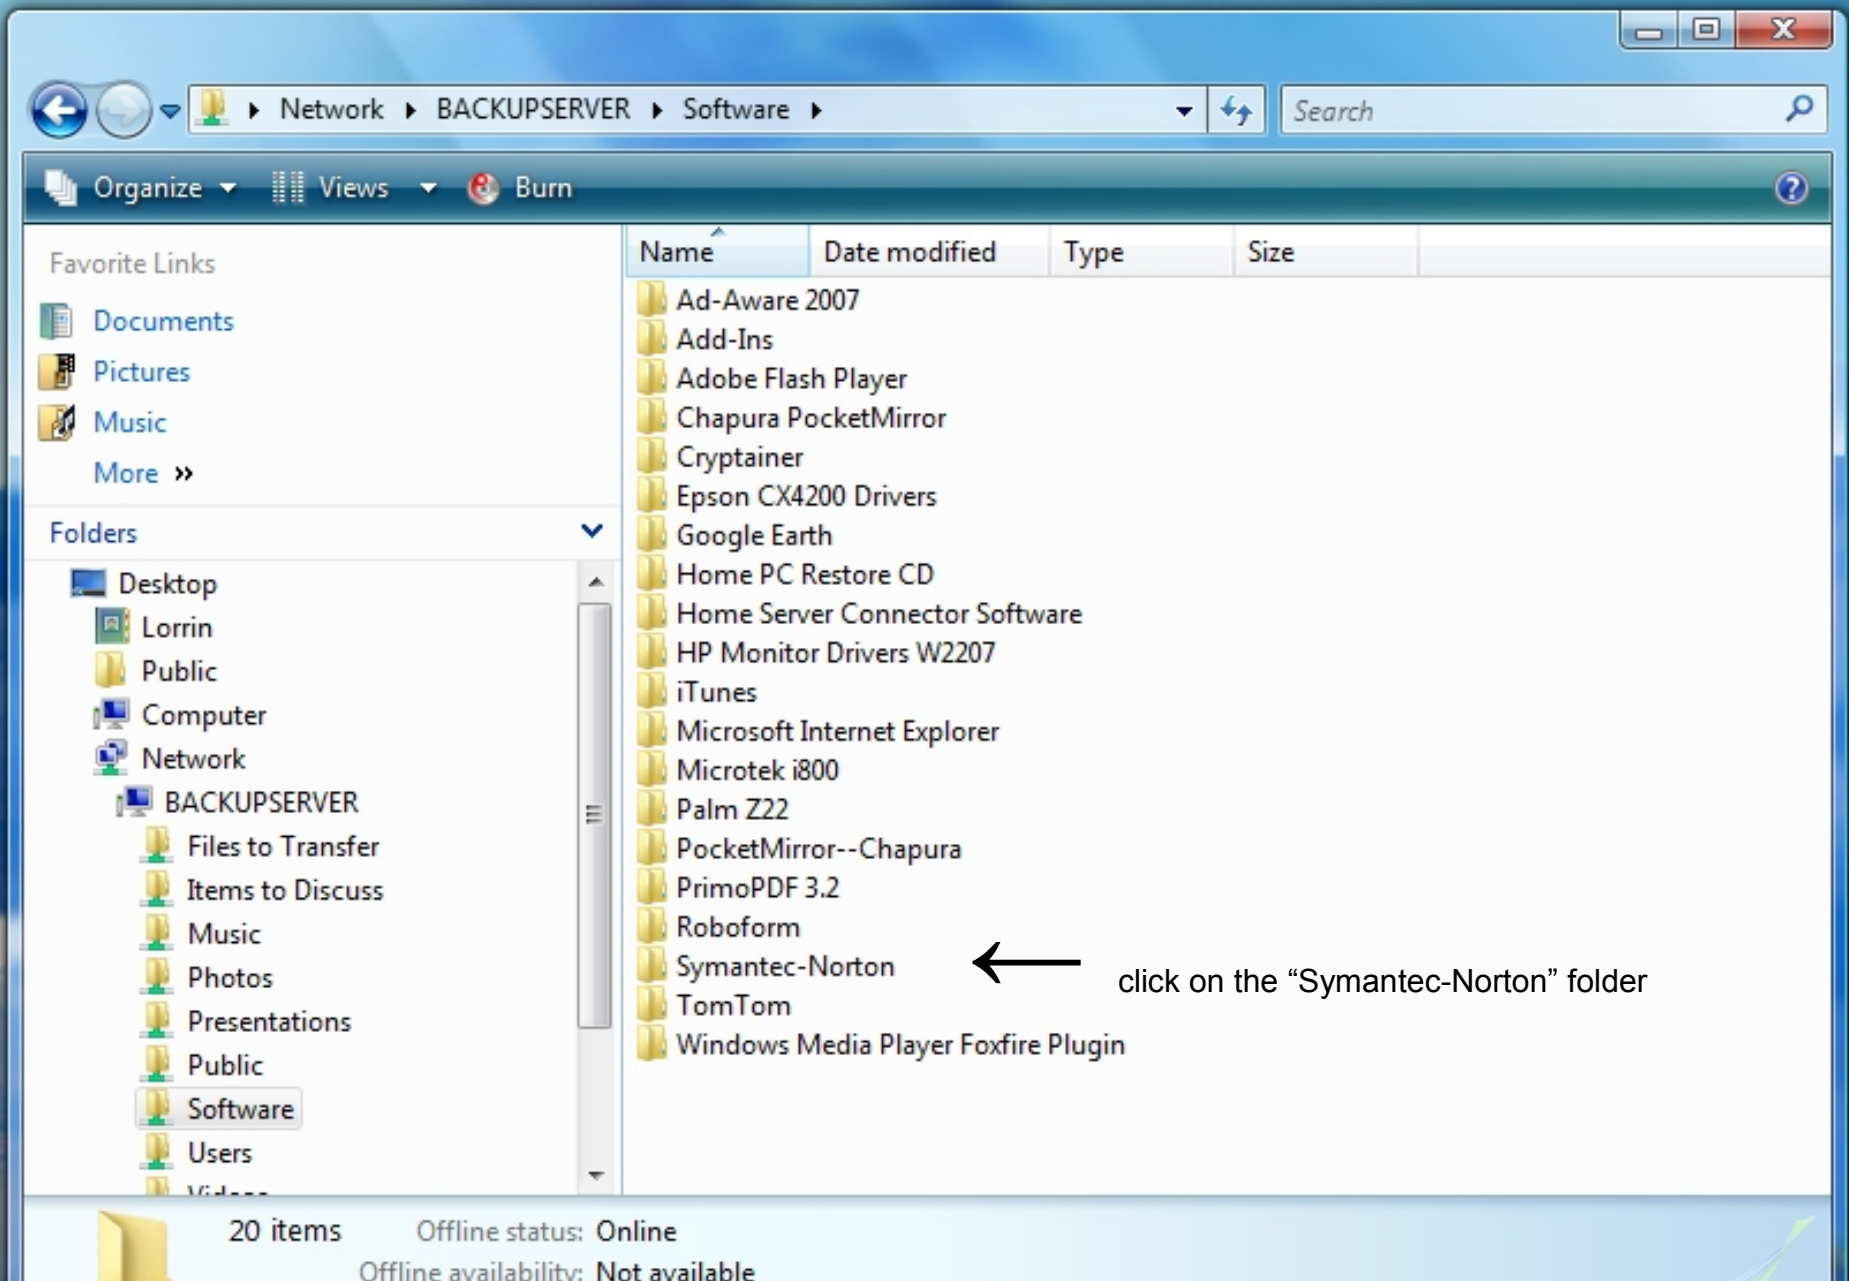 Network BACKUPSERVER Software
Search
Organize Views Burn
Favorite Links
Documents
Pictures
Music
More »
Folders
Desktop
Lorrin
Public
Computer
Network
BACKUPSERVER
Files to Transfer
Items to Discuss
Music
Photos
Presentations
Public
Software
Users
Videos
Name Date modified Type Size
Ad-Aware 2007
Add-Ins
Adobe Flash Player
Chapura PocketMirror
Cryptainer
Epson CX4200 Drivers
Google Earth
Home PC Restore CD
Home Server Connector Software
HP Monitor Drivers W2207
iTunes
Microsoft Internet Explorer
Microtek i800
Palm Z22
PocketMirror--Chapura
PrimoPDF 3.2
Roboform
Symantec-Norton
click on the “Symantec-Norton” folder
TomTom
Windows Media Player Foxfire Plugin
20 items Offline status: Online
Offline availability: Not available